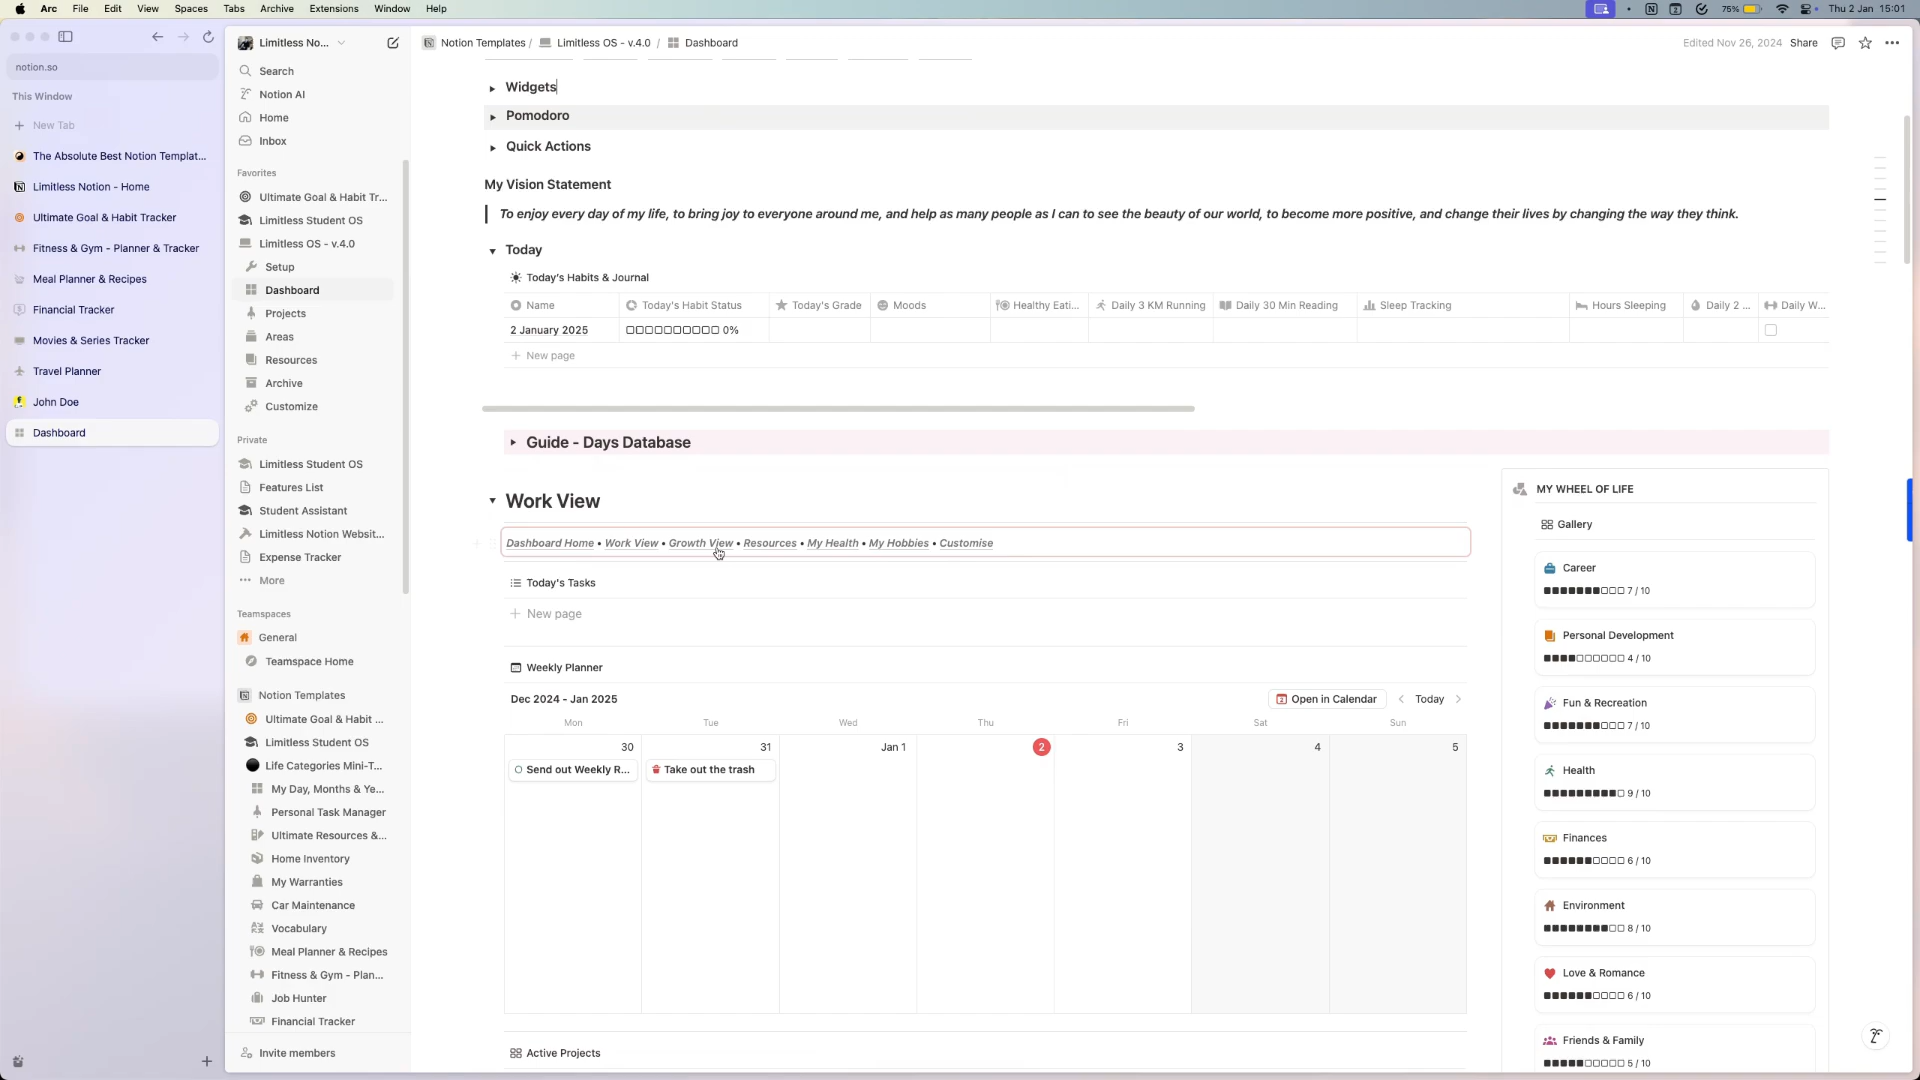 Arc File Edit View Spaces Tabs Archive Extensions Window Help
75% Thu 2 Jan 15:01
notion.so
This Window
New Tab
The Absolute Best Notion Templat...
Limitless Notion - Home
Ultimate Goal & Habit Tracker
Fitness & Gym - Planner & Tracker
Meal Planner & Recipes
Financial Tracker
Movies & Series Tracker
Travel Planner
John Doe
Dashboard
Limitless No...
Search
Notion AI
Home
Inbox
Favorites
Ultimate Goal & Habit Tr...
Limitless Student OS
Limitless OS - v.4.0
Setup
Dashboard
Projects
Areas
Resources
Archive
Customize
Private
Limitless Student OS
Features List
Student Assistant
Limitless Notion Websit...
Expense Tracker
More
Teamspaces
General
Teamspace Home
Notion Templates
Ultimate Goal & Habit ...
Limitless Student OS
Life Categories Mini-T...
My Day, Months & Ye...
Personal Task Manager
Ultimate Resources &...
Home Inventory
My Warranties
Car Maintenance
Vocabulary
Meal Planner & Recipes
Fitness & Gym - Plan...
Job Hunter
Financial Tracker
Invite members
Notion Templates / Limitless OS - v.4.0 / Dashboard
Edited Nov 26, 2024 Share
Widgets
Pomodoro
Quick Actions
My Vision Statement
To enjoy every day of my life, to bring joy to everyone around me, and help as many people as I can to see the beauty of our world, to become more positive, and change their lives by changing the way they think.
Today
Today's Habits & Journal
Name Today's Habit Status Today's Grade Moods Healthy Eati... Daily 3 KM Running Daily 30 Min Reading Sleep Tracking Hours Sleeping Daily 2 ... Daily W...
2 January 2025 0%
New page
Guide - Days Database
Work View
Dashboard Home • Work View • Growth View • Resources • My Health • My Hobbies • Customise
Today's Tasks
New page
Weekly Planner
Dec 2024 - Jan 2025 Open in Calendar Today
Mon Tue Wed Thu Fri Sat Sun
30 31 Jan 1 2 3 4 5
Send out Weekly R... Take out the trash
Active Projects
MY WHEEL OF LIFE
Gallery
Career
7 / 10
Personal Development
4 / 10
Fun & Recreation
7 / 10
Health
9 / 10
Finances
6 / 10
Environment
8 / 10
Love & Romance
6 / 10
Friends & Family
5 / 10